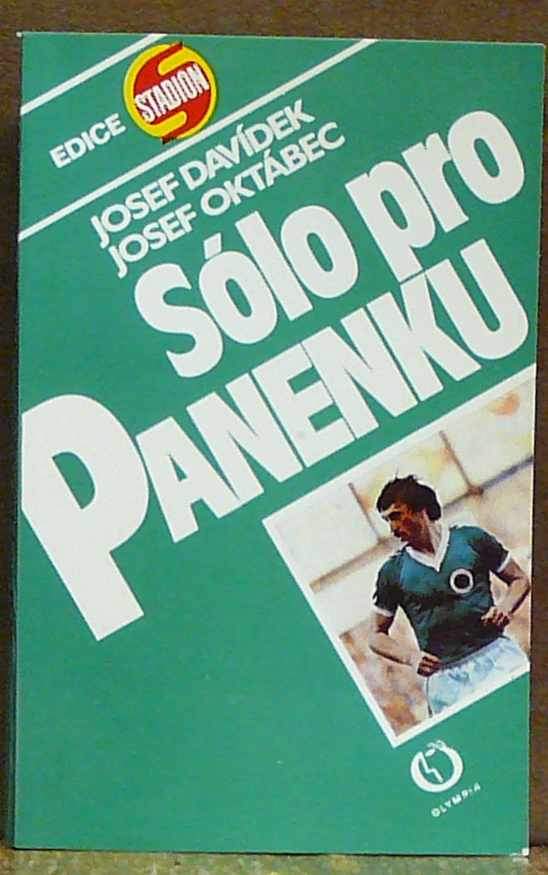 EDICE STADION
JOSEF DAVÍDEK
JOSEF OKTÁBEC
Sólo pro
PANENKU
OLYMPIA